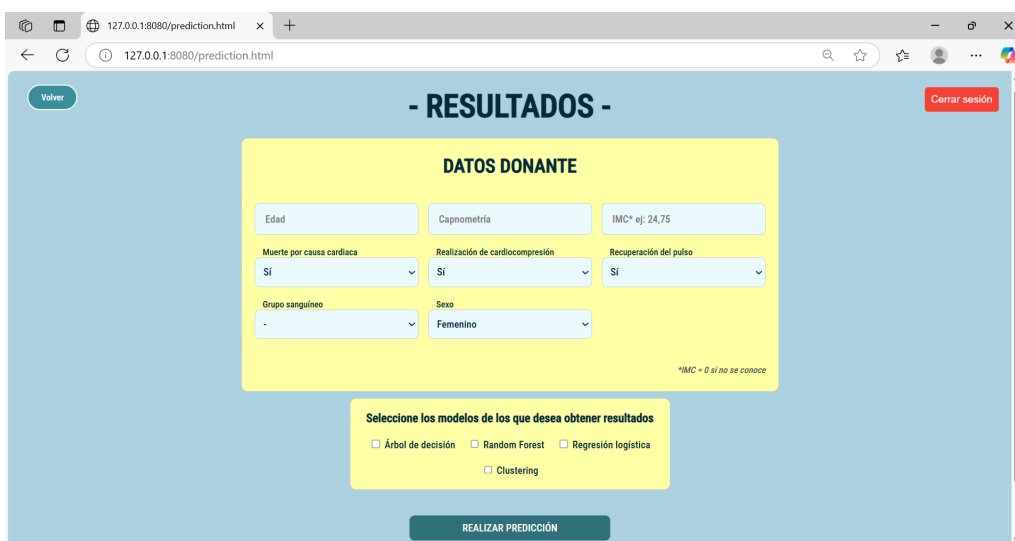 127.0.0.1:8080/prediction.html
127.0.0.1:8080/prediction.html
Volver
- RESULTADOS -
Cerrar sesión
DATOS DONANTE
Edad
Capnometría
IMC* ej: 24,75
Muerte por causa cardiaca
Realización de cardiocompresión
Recuperación del pulso
Sí
Sí
Sí
Grupo sanguíneo
Sexo
-
Femenino
*IMC = 0 si no se conoce
Seleccione los modelos de los que desea obtener resultados
Árbol de decisión
Random Forest
Regresión logística
Clustering
REALIZAR PREDICCIÓN